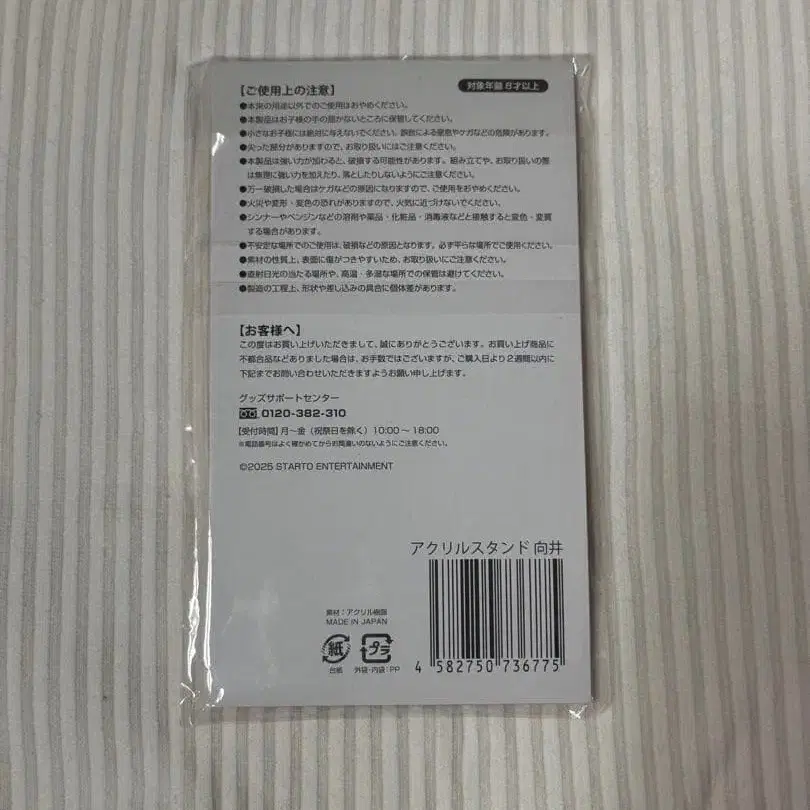 【ご使用上の注意】
対象年齢 8才以上
●本来の用途以外でのご使用はおやめください。
●本製品はお子様の手の届かないところに保管してください。
●小さなお子様には絶対に与えないでください。誤飲による窒息やケガなどの危険があります。
●尖った部分がありますので、お取り扱いにはご注意ください。
●本製品は強い力が加わると、破損する可能性があります。組み立てや、お取り扱いの際
は無理に強い力を加えたり、落としたりしないようにご注意ください。
●万一破損した場合はケガなどの原因になりますので、ご使用をおやめください。
●火災や変形・変色の恐れがありますので、火気に近づけないでください。
●シンナーやベンジンなどの溶剤や薬品・化粧品・消毒液などと接触すると変色・変質
する場合があります。
●不安定な場所でのご使用は、破損などの原因となります。必ず平らな場所でご使用ください。
●素材の性質上、表面に傷がつきやすいため、お取り扱いにご注意ください。
●直射日光の当たる場所や、高温・多湿な場所での保管は避けてください。
●製造の工程上、形状や差し込みの具合に個体差があります。
【お客様へ】
この度はお買い上げいただきまして、誠にありがとうございます。お買い上げ商品に
不都合品などありました場合は、お手数ではございますが、ご購入日より2週間以内に
下記までお問い合わせいただきますようお願い申し上げます。
グッズサポートセンター
0120-382-310
【受付時間】月〜金（祝祭日を除く）10:00〜18:00
※電話番号はよく確かめてからお間違いのないようにご注意ください。
©2025 STARTO ENTERTAINMENT
アクリルスタンド 向井
素材：アクリル樹脂
MADE IN JAPAN
紙
台紙
プラ
外袋・内袋：PP
4 582750 736775